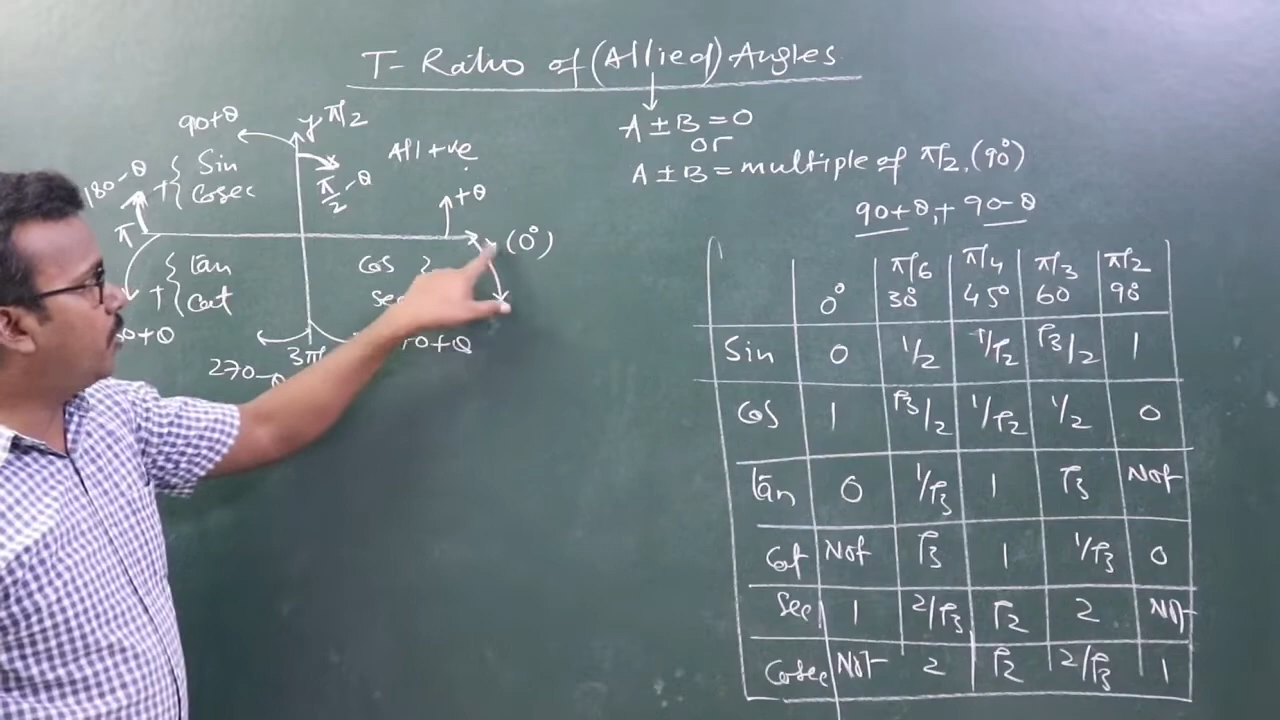 T- Ratio of (Allied) Angles
A ± B = 0
or
A ± B = multiple of π/2. (90°)
90+θ, + 90-θ
90+θ
y π/2
All +ve
Sin
Cosec
+
π/2 - θ
180-θ
+θ
π
(0°)
tan
Cot
+
Cos
270-θ
3π
0° π/6 30° π/4 45° π/3 60 π/2 90°
Sin 0 1/2 1/√2 √3/2 1
Cos 1 √3/2 1/√2 1/2 0
tan 0 1/√3 1 √3 Not
Cot Not √3 1 1/√3 0
Sec 1 2/√3 √2 2 Not
Cosec Not 2 √2 2/√3 1